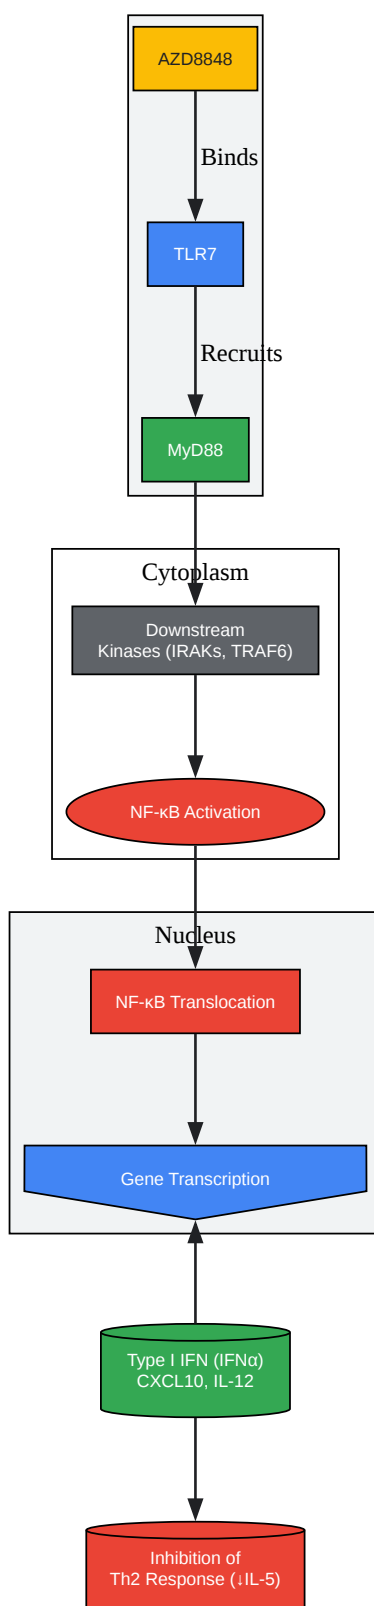 AZD8848
Binds
TLR7
Recruits
MyD88
Cytoplasm
Downstream
Kinases (IRAKs, TRAF6)
NF-κB Activation
Nucleus
NF-κB Translocation
Gene Transcription
Type I IFN (IFNα)
CXCL10, IL-12
Inhibition of
Th2 Response (↓IL-5)